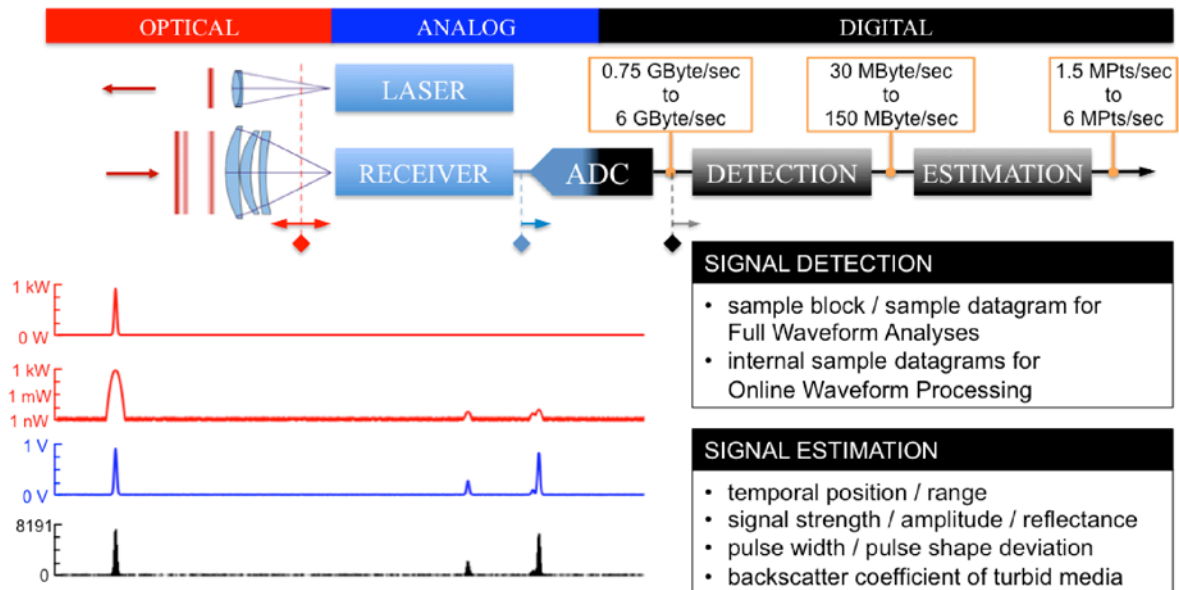 OPTICAL
ANALOG
DIGITAL
LASER
0.75 GByte/sec
to
6 GByte/sec
30 MByte/sec
to
150 MByte/sec
1.5 MPts/sec
to
6 MPts/sec
RECEIVER
ADC
DETECTION
ESTIMATION
SIGNAL DETECTION
• sample block / sample datagram for
Full Waveform Analyses
• internal sample datagrams for
Online Waveform Processing
1 kW
0 W
1 kW
1 mW
1 nW
1 V
0 V
8191
0
SIGNAL ESTIMATION
• temporal position / range
• signal strength / amplitude / reflectance
• pulse width / pulse shape deviation
• backscatter coefficient of turbid media